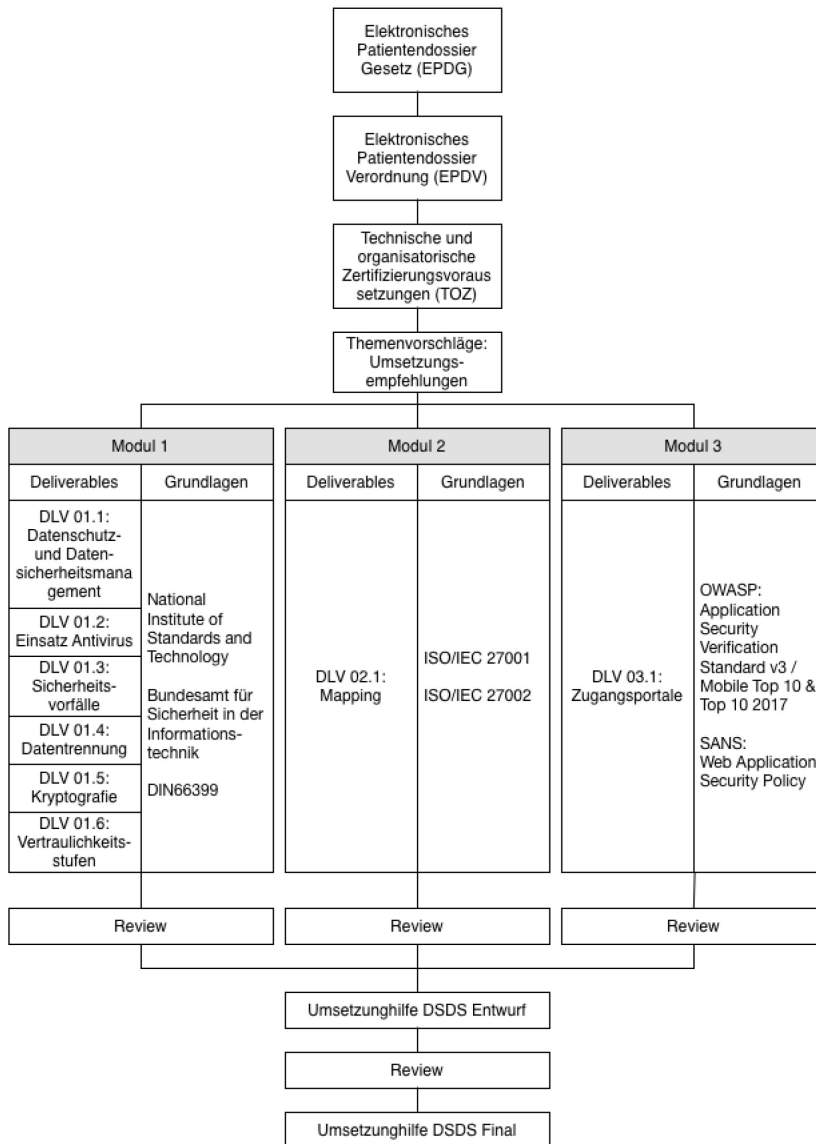 Elektronisches
Patientendossier
Gesetz (EPDG)
Elektronisches
Patientendossier
Verordnung (EPDV)
Technische und
organisatorische
Zertifizierungsvoraus
setzungen (TOZ)
Themenvorschläge:
Umsetzungs-
empfehlungen
Modul 1
Deliverables
Grundlagen
DLV 01.1:
Datenschutz-
und Daten-
sicherheitsmana
gement
DLV 01.2:
Einsatz Antivirus
DLV 01.3:
Sicherheits-
vorfälle
DLV 01.4:
Datentrennung
DLV 01.5:
Kryptografie
DLV 01.6:
Vertraulichkeits-
stufen
National
Institute of
Standards and
Technology
Bundesamt für
Sicherheit in der
Informations-
technik
DIN66399
Modul 2
Deliverables
Grundlagen
DLV 02.1:
Mapping
ISO/IEC 27001
ISO/IEC 27002
Modul 3
Deliverables
Grundlagen
DLV 03.1:
Zugangsportale
OWASP:
Application
Security
Verification
Standard v3 /
Mobile Top 10 &
Top 10 2017
SANS:
Web Application
Security Policy
Review
Review
Review
Umsetzunghilfe DSDS Entwurf
Review
Umsetzunghilfe DSDS Final